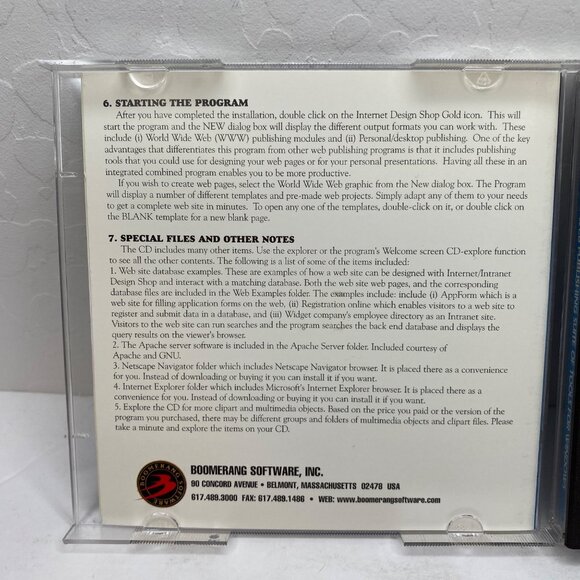 6. STARTING THE PROGRAM
After you have completed the installation, double click on the Internet Design Shop Gold icon. This will
start the program and the NEW dialog box will display the different output formats you can work with. These
include (i) World Wide Web (WWW) publishing modules and (ii) Personal/desktop publishing. One of the key
advantages that differentiates this program from other web publishing programs is that it includes publishing
tools that you could use for designing your web pages or for your personal presentations. Having all these in an
integrated combined program enables you to be more productive.
If you wish to create web pages, select the World Wide Web graphic from the New dialog box. The Program
will display a number of different templates and pre-made web projects. Simply adapt any of them to your needs
to get a complete web site in minutes. To open any one of the templates, double-click on it, or double click on
the BLANK template for a new blank page.
7. SPECIAL FILES AND OTHER NOTES
The CD includes many other items. Use the explorer or the program's Welcome screen CD-explore function
to see all the other contents. The following is a list of some of the items included:
1. Web site database examples. These are examples of how a web site can be designed with Internet/Intranet
Design Shop and interact with a matching database. Both the web site web pages, and the corresponding
database files are included in the Web Examples folder. The examples include: include (i) AppForm which is a
web site for filling application forms on the web, (ii) Registration online which enables visitors to a web site to
register and submit data in a database, and (iii) Widget company's employee directory as an Intranet site.
Visitors to the web site can run searches and the program searches the back end database and displays the
query results on the viewer's browser.
2. The Apache server software is included in the Apache Server folder. Included courtesy of
Apache and GNU.
3. Netscape Navigator folder which includes Netscape Navigator browser. It is placed there as a convenience
for you. Instead of downloading or buying it you can install it if you want.
4. Internet Explorer folder which includes Microsoft's Internet Explorer browser. It is placed there as a
convenience for you. Instead of downloading or buying it you can install it if you want.
5. Explore the CD for more clipart and multimedia objects. Based on the price you paid or the version of the
program you purchased, there may be different groups and folders of multimedia objects and clipart files. Please
take a minute and explore the items on your CD.
BOOMERANG SOFTWARE
BOOMERANG SOFTWARE, INC.
90 CONCORD AVENUE • BELMONT, MASSACHUSETTS 02478 USA
617.489.3000 FAX: 617.489.1486 • WEB: www.boomerangsoftware.com